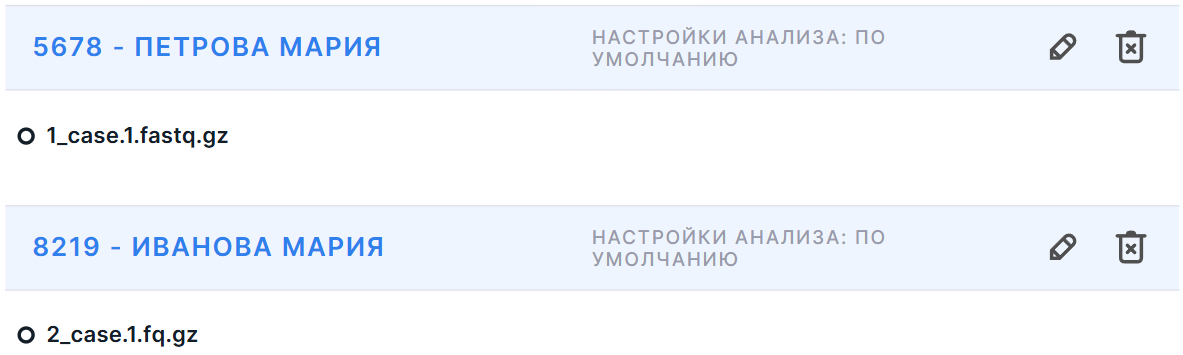 5678 - ПЕТРОВА МАРИЯ
НАСТРОЙКИ АНАЛИЗА: ПО
УМОЛЧАНИЮ
1_case.1.fastq.gz
8219 - ИВАНОВА МАРИЯ
НАСТРОЙКИ АНАЛИЗА: ПО
УМОЛЧАНИЮ
2_case.1.fq.gz